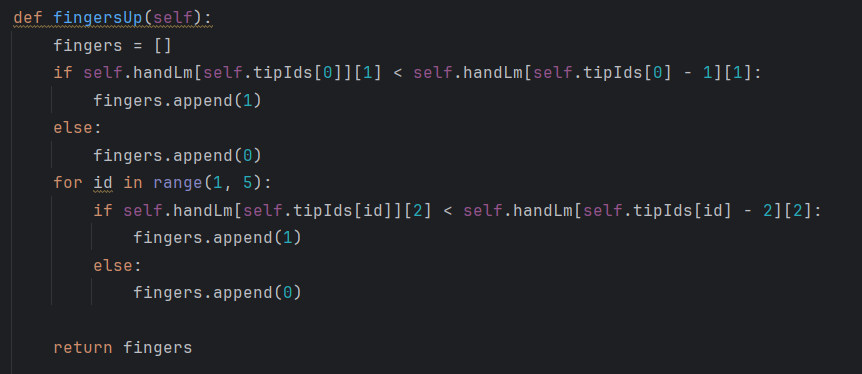 def fingersUp(self):
    fingers = []
    if self.handLm[self.tipIds[0]][1] < self.handLm[self.tipIds[0] - 1][1]:
        fingers.append(1)
    else:
        fingers.append(0)
    for id in range(1, 5):
        if self.handLm[self.tipIds[id]][2] < self.handLm[self.tipIds[id] - 2][2]:
            fingers.append(1)
        else:
            fingers.append(0)

    return fingers